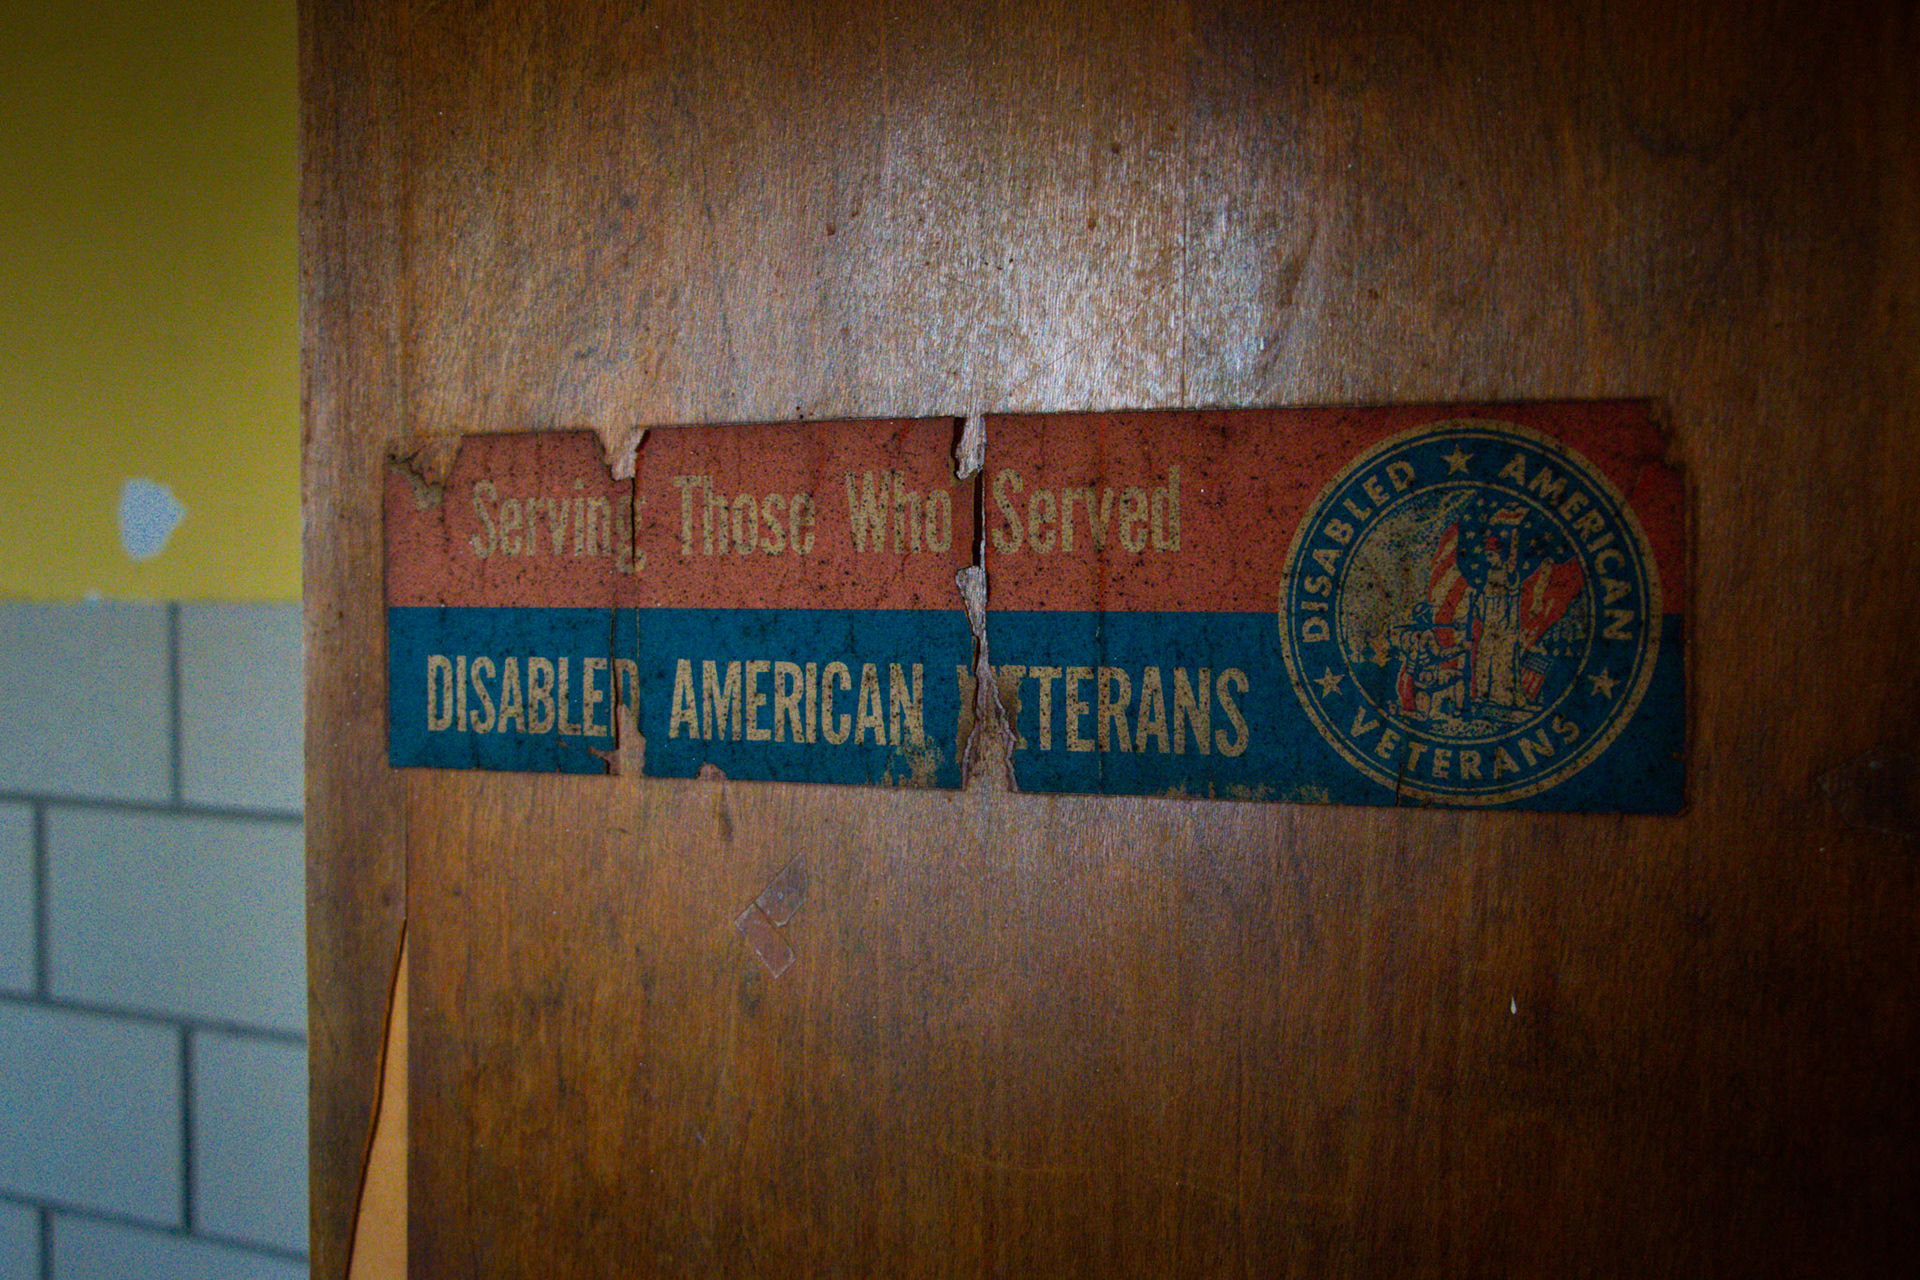 Serving Those Who Served
DISABLED AMERICAN VETERANS
DISABLED ★ AMERICAN ★ VETERANS ★